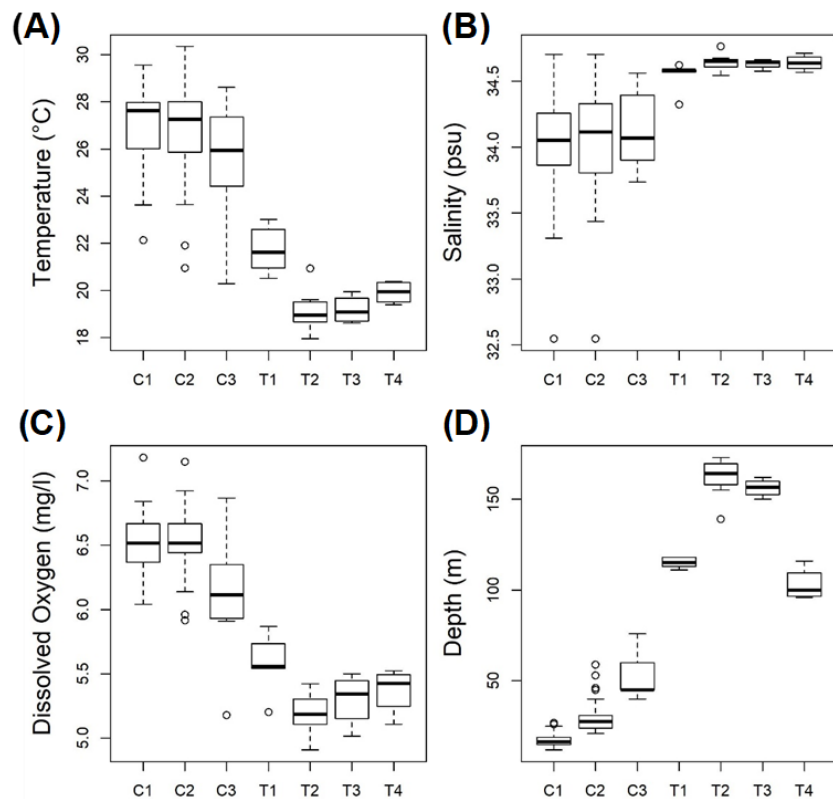 (A)
Temperature (°C)
30
28
26
24
22
20
18
C1 C2 C3 T1 T2 T3 T4
(B)
Salinity (psu)
34.5
34.0
33.5
33.0
32.5
C1 C2 C3 T1 T2 T3 T4
(C)
Dissolved Oxygen (mg/l)
7.0
6.5
6.0
5.5
5.0
C1 C2 C3 T1 T2 T3 T4
(D)
Depth (m)
150
100
50
C1 C2 C3 T1 T2 T3 T4